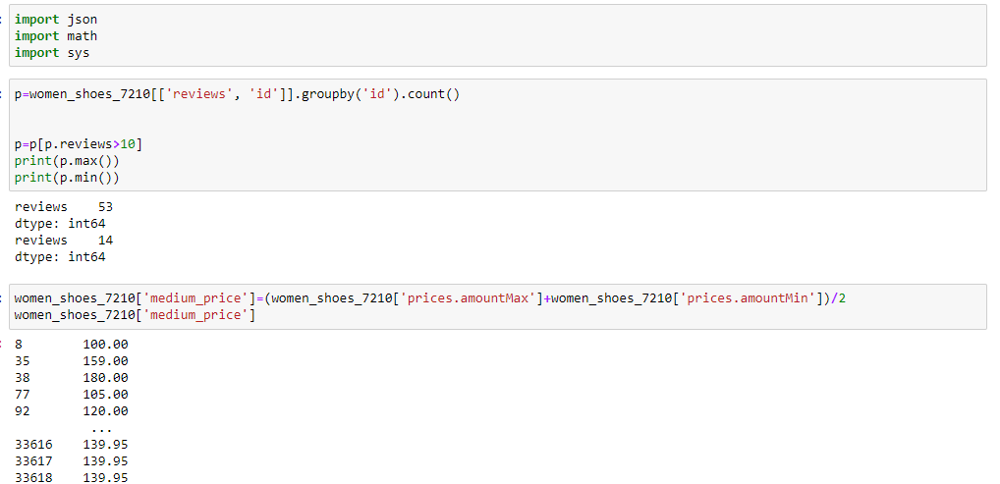 import json
import math
import sys
p=women_shoes_7210[['reviews', 'id']].groupby('id').count()
p=p[p.reviews>10]
print(p.max())
print(p.min())
reviews    53
dtype: int64
reviews    14
dtype: int64
women_shoes_7210['medium_price']=(women_shoes_7210['prices.amountMax']+women_shoes_7210['prices.amountMin'])/2
women_shoes_7210['medium_price']
8        100.00
35       159.00
38       180.00
77       105.00
92       120.00
          ...
33616    139.95
33617    139.95
33618    139.95